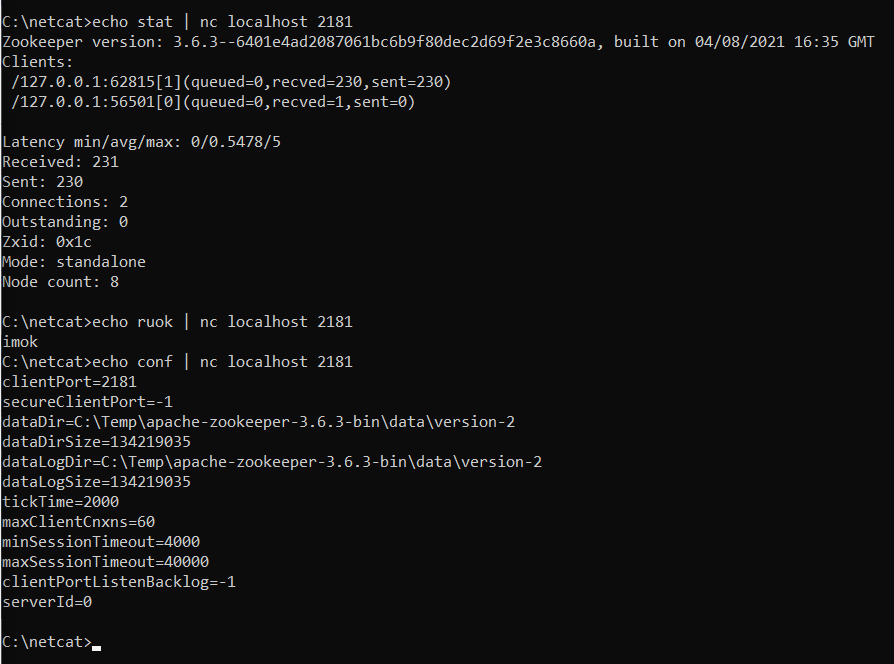 C:\netcat>echo stat | nc localhost 2181
Zookeeper version: 3.6.3--6401e4ad2087061bc6b9f80dec2d69f2e3c8660a, built on 04/08/2021 16:35 GMT
Clients:
 /127.0.0.1:62815[1](queued=0,recved=230,sent=230)
 /127.0.0.1:56501[0](queued=0,recved=1,sent=0)

Latency min/avg/max: 0/0.5478/5
Received: 231
Sent: 230
Connections: 2
Outstanding: 0
Zxid: 0x1c
Mode: standalone
Node count: 8

C:\netcat>echo ruok | nc localhost 2181
imok
C:\netcat>echo conf | nc localhost 2181
clientPort=2181
secureClientPort=-1
dataDir=C:\Temp\apache-zookeeper-3.6.3-bin\data\version-2
dataDirSize=134219035
dataLogDir=C:\Temp\apache-zookeeper-3.6.3-bin\data\version-2
dataLogSize=134219035
tickTime=2000
maxClientCnxns=60
minSessionTimeout=4000
maxSessionTimeout=40000
clientPortListenBacklog=-1
serverId=0

C:\netcat>